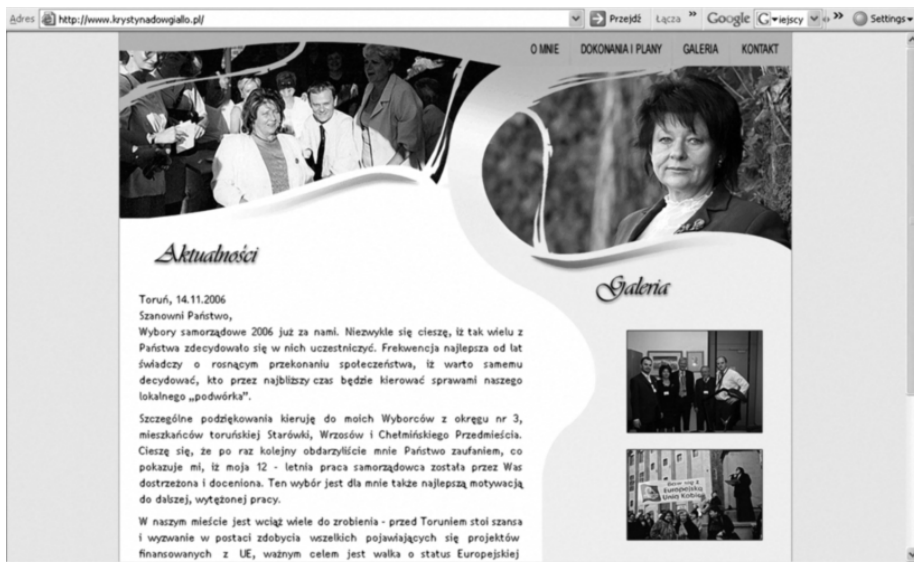 Adres http://www.krystynadowgiallo.pl/ Przejdź Łącza » Google G iejscy » Settings
O MNIE DOKONANIA I PLANY GALERIA KONTAKT
Aktualności
Toruń, 14.11.2006
Szanowni Państwo,
Wybory samorządowe 2006 już za nami. Niezwykle się cieszę, iż tak wielu z
Państwa zdecydowało się w nich uczestniczyć. Frekwencja najlepsza od lat
świadczy o rosnącym przekonaniu społeczeństwa, iż warto samemu
decydować, kto przez najbliższy czas będzie kierować sprawami naszego
lokalnego „podwórka”.
Szczególne podziękowania kieruję do moich Wyborców z okręgu nr 3,
mieszkańców toruńskiej Starówki, Wrzosów i Chełmińskiego Przedmieścia.
Cieszę się, że po raz kolejny obdarzyliście mnie Państwo zaufaniem, co
pokazuje mi, iż moja 12 - letnia praca samorządowca została przez Was
dostrzeżona i doceniona. Ten wybór jest dla mnie także najlepszą motywacją
do dalszej, wytężonej pracy.
W naszym mieście jest wciąż wiele do zrobienia - przed Toruniem stoi szansa
i wyzwanie w postaci zdobycia wszelkich pojawiających się projektów
finansowanych z UE, ważnym celem jest walka o status Europejskiej
Galeria
Europejska
Unia Kobiet